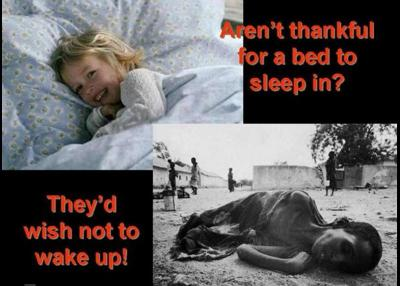 Aren't thankful
for a bed to
sleep in?
They'd
wish not to
wake up!